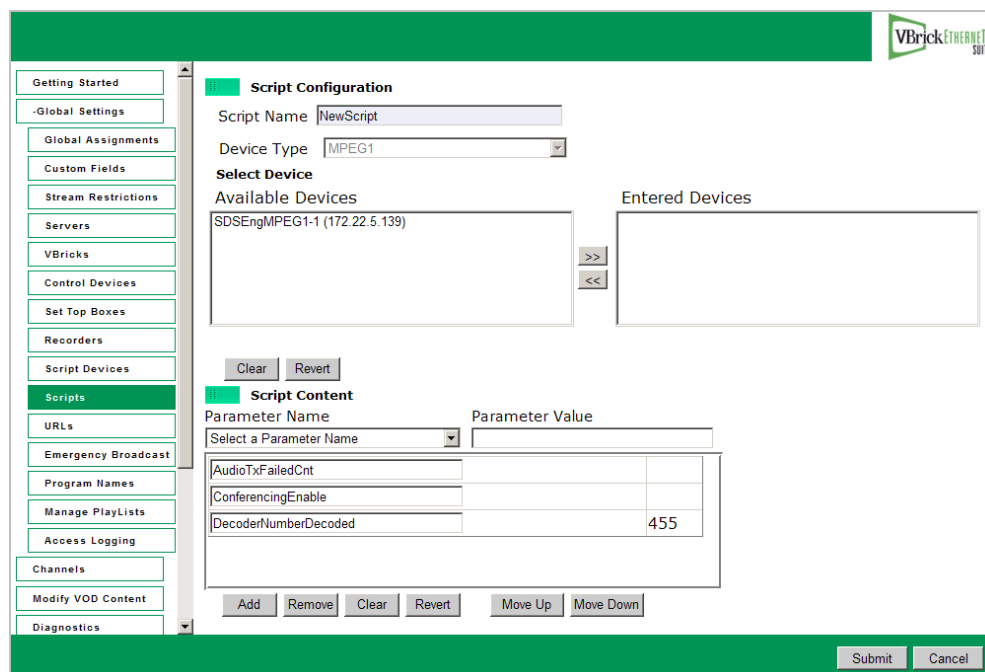 VBrick ETHERNET
SUI
Getting Started
-Global Settings
Global Assignments
Custom Fields
Stream Restrictions
Servers
VBricks
Control Devices
Set Top Boxes
Recorders
Script Devices
Scripts
URLs
Emergency Broadcast
Program Names
Manage PlayLists
Access Logging
Channels
Modify VOD Content
Diagnostics
Script Configuration
Script Name NewScript
Device Type MPEG1
Select Device
Available Devices Entered Devices
SDSEngMPEG1-1 (172.22.5.139)
>>
<<
Clear Revert
Script Content
Parameter Name Parameter Value
Select a Parameter Name
AudioTxFailedCnt
ConferencingEnable
DecoderNumberDecoded 455
Add Remove Clear Revert Move Up Move Down
Submit Cancel